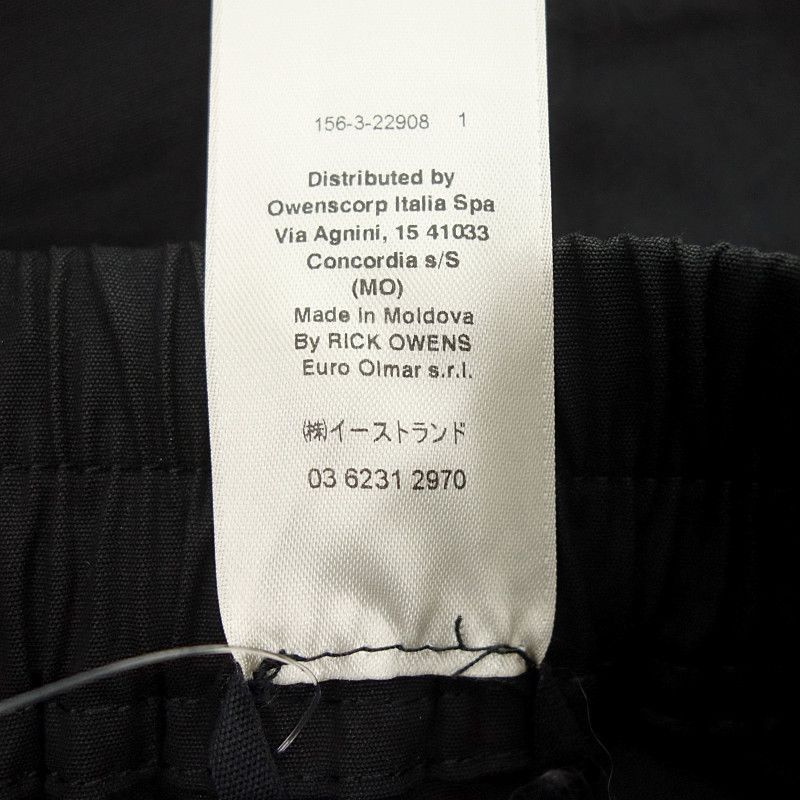 156-3-22908 1
Distributed by
Owenscorp Italia Spa
Via Agnini, 15 41033
Concordia s/S
(MO)
Made in Moldova
By RICK OWENS
Euro Olmar s.r.l.
㈱イーストランド
03 6231 2970